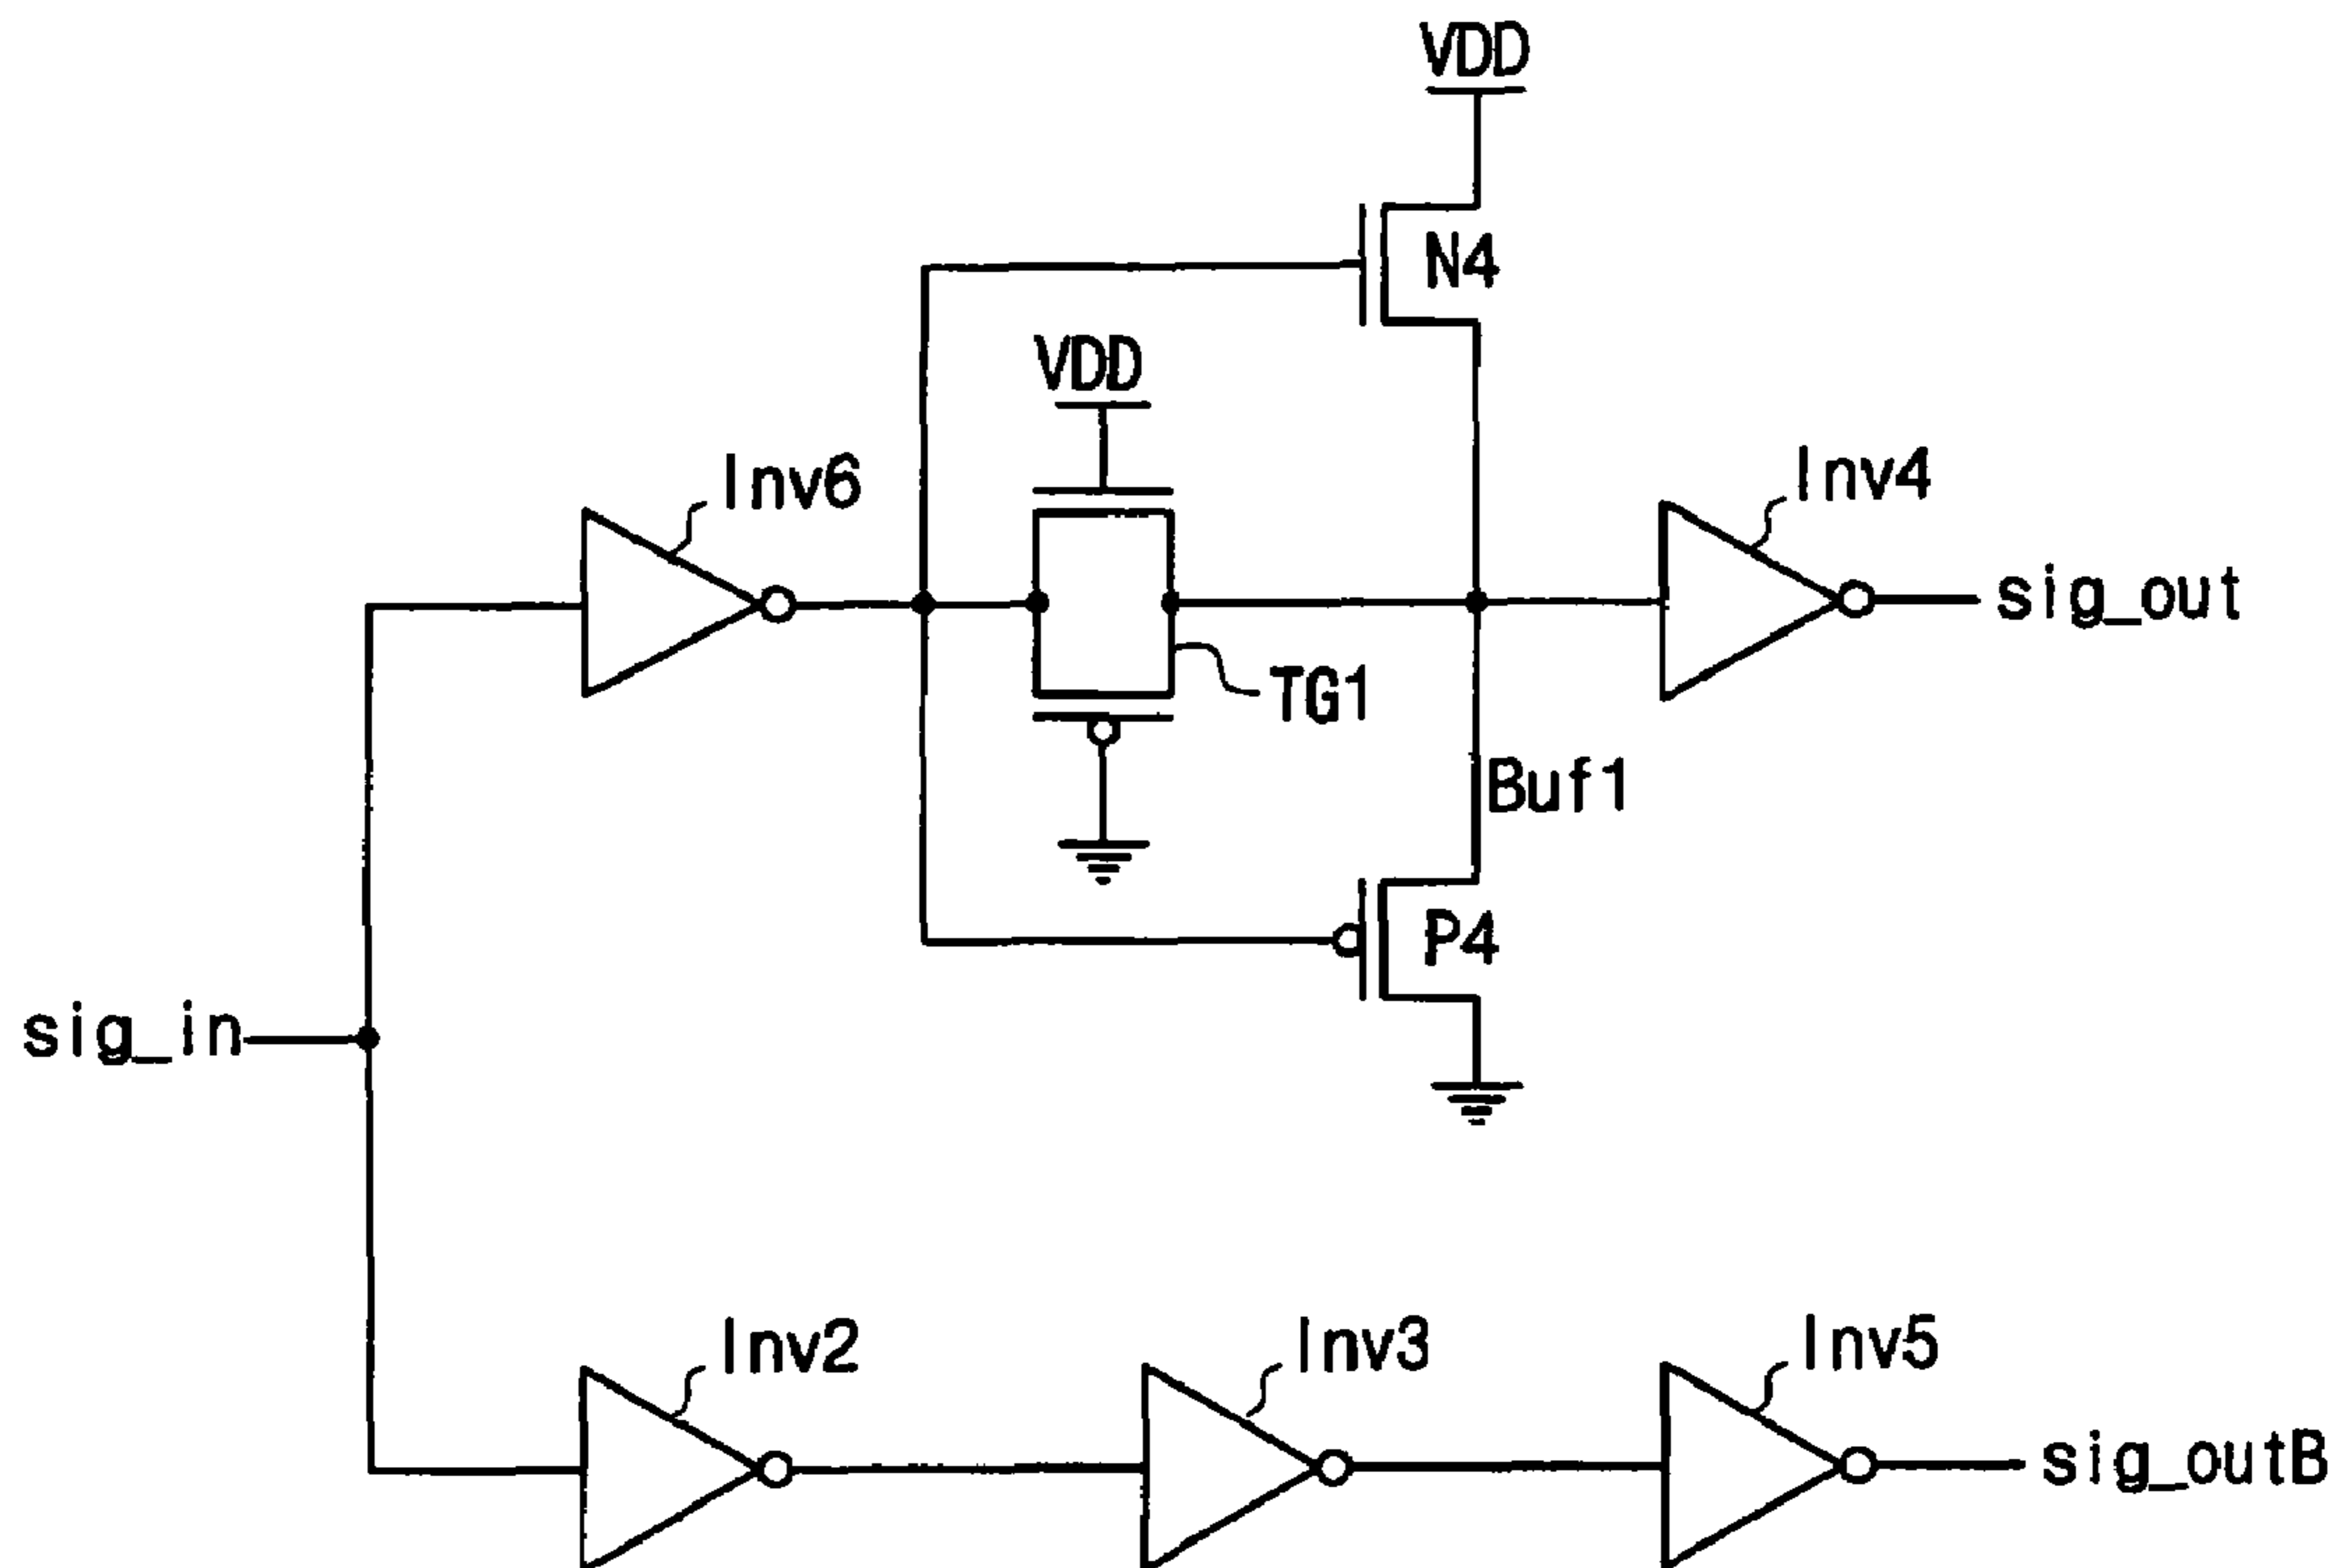 VDD
N4
VDD
Inv6
Inv4
sig_out
TG1
Buf1
P4
sig_in
Inv2
Inv3
Inv5
sig_outB